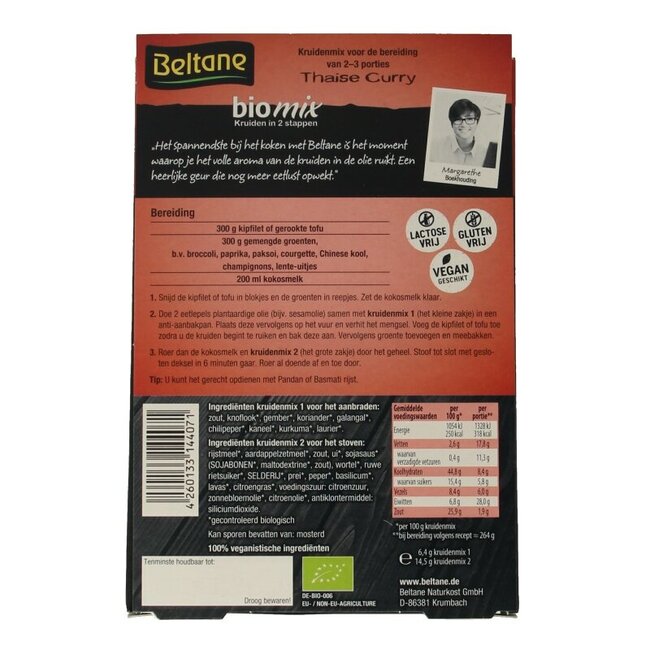 Beltane
Kruidenmix voor de bereiding
van 2–3 porties
Thaise Curry
biomix
Kruiden in 2 stappen
„Het spannendste bij het koken met Beltane is het moment
waarop je het volle aroma van de kruiden in de olie ruikt. Een
heerlijke geur die nog meer eetlust opwekt."
Margarethe
Boekhouding
Bereiding
300 g kipfilet of gerookte tofu
300 g gemengde groenten,
b.v. broccoli, paprika, paksoi, courgette, Chinese kool,
champignons, lente-uitjes
200 ml kokosmelk
LACTOSE
VRIJ
GLUTEN
VRIJ
VEGAN
GESCHIKT
1. Snijd de kipfilet of tofu in blokjes en de groenten in reepjes. Zet de kokosmelk klaar.
2. Doe 2 eetlepels plantaardige olie (bijv. sesamolie) samen met kruidenmix 1 (het kleine zakje) in een
anti-aanbakpan. Plaats deze vervolgens op het vuur en verhit het mengsel. Voeg de kipfilet of tofu toe
zodra u de kruiden begint te ruiken en bak deze aan. Vervolgens groente toevoegen en meebakken.
3. Roer dan de kokosmelk en kruidenmix 2 (het grote zakje) door het geheel. Stoof tot slot met geslo-
ten deksel in 6 minuten gaar. Roer af en toe.
Tip: U kunt het gerecht opdienen met Pandan of Basmati rijst.
4 260133 144071
Ingrediënten kruidenmix 1 voor het aanbraden:
zout, knoflook*, gember*, koriander*, galangal*,
chilipeper*, kaneel*, kurkuma*, laurier*.
Ingrediënten kruidenmix 2 voor het stoven:
rijstmeel*, aardappelzetmeel*, zout, ui*, sojasaus*
(SOJABONEN*, maltodextrine*, zout), wortel*, ruwe
rietsuiker*, SELDERIJ*, prei*, peper*, basilicum*,
lavas*, citroengras*, voedingszuur: citroenzuur,
zonnebloemolie*, citroenolie*, antiklontermiddel:
siliciumdioxide.
*gecontroleerd biologisch
Kan sporen bevatten van: mosterd
100% veganistische ingrediënten
Gemiddelde voedingswaarden per 100 g* per portie**
Energie 1054 kJ 1328 kJ
250 kcal 318 kcal
Vetten 2,6 g 17,8 g
waarvan
verzadigde vetzuren 0,4 g 11,3 g
Koolhydraten 44,8 g 8,4 g
waarvan suikers 15,4 g 5,8 g
Vezels 8,4 g 6,0 g
Eiwitten 6,8 g 28,0 g
Zout 25,9 g 1,9 g
*per 100 g kruidenmix
**bij bereiding volgens recept = 264 g
℮ 6,4 g kruidenmix 1
14,5 g kruidenmix 2
www.beltane.de
Beltane Naturkost GmbH
D-86381 Krumbach
Tenminste houdbaar tot:
Droog bewaren!
DE-BIO-006
EU- / NON-EU-AGRICULTURE